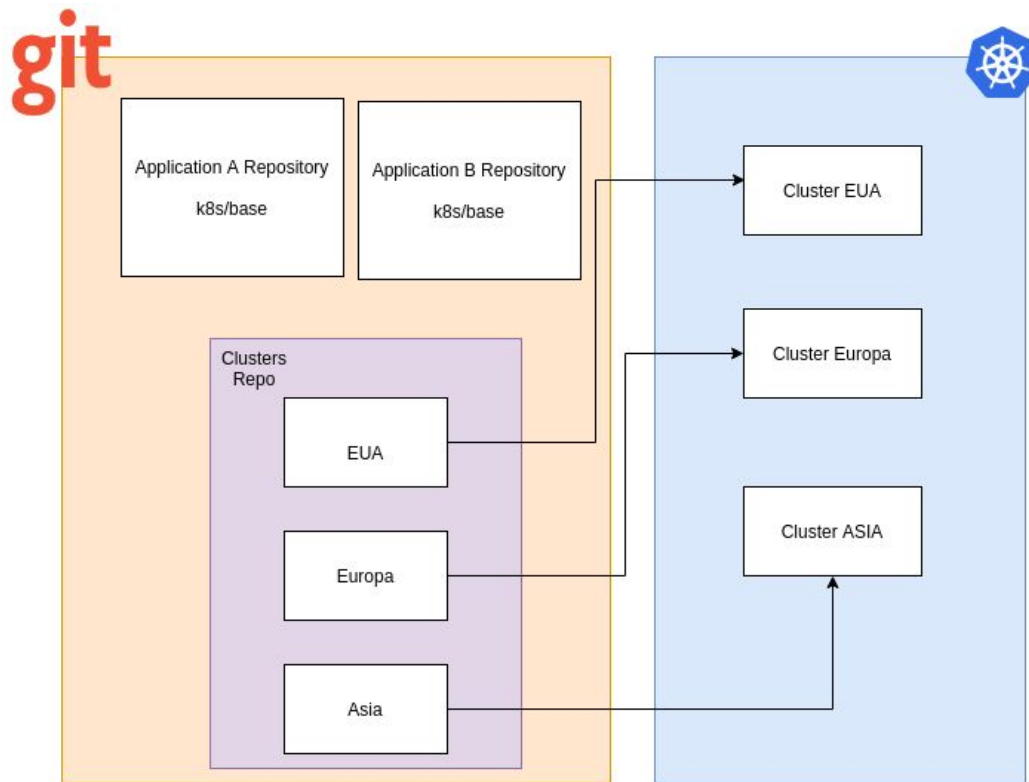 git
Application A Repository
k8s/base
Application B Repository
k8s/base
Clusters
Repo
EUA
Europa
Asia
Cluster EUA
Cluster Europa
Cluster ASIA